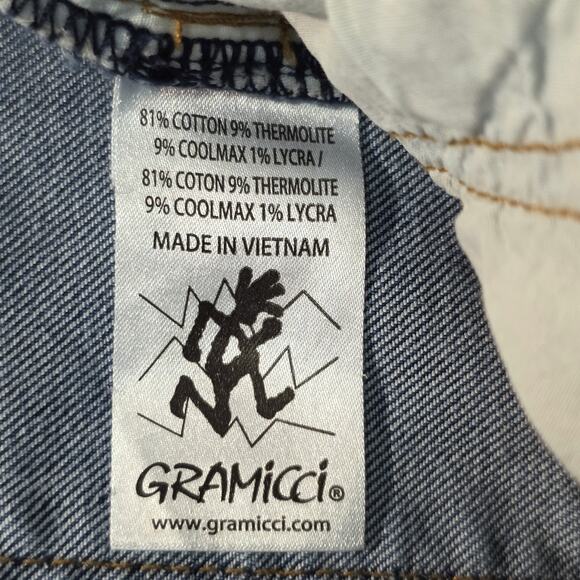 81% COTTON 9% THERMOLITE
9% COOLMAX 1% LYCRA /
81% COTON 9% THERMOLITE
9% COOLMAX 1% LYCRA
MADE IN VIETNAM
GRAMiCCi®
www.gramicci.com